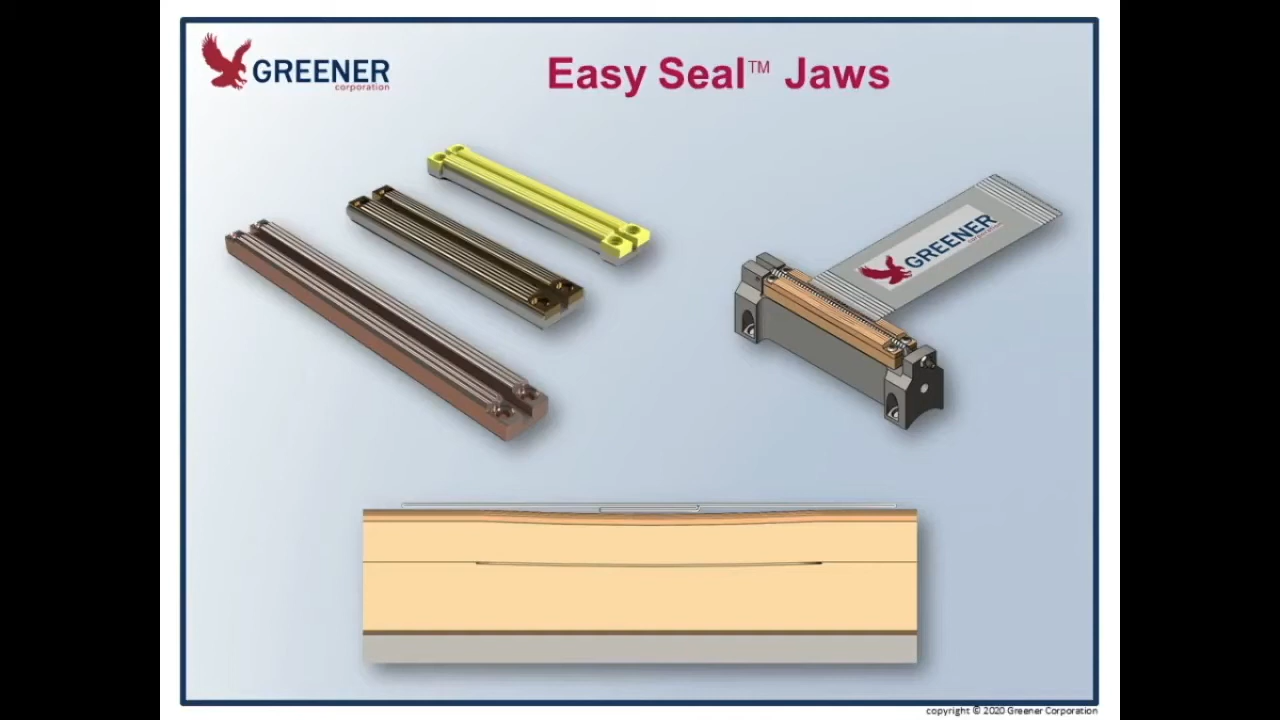 GREENER
corporation
Easy Seal™ Jaws
GREENER
copyright © 2020 Greener Corporation